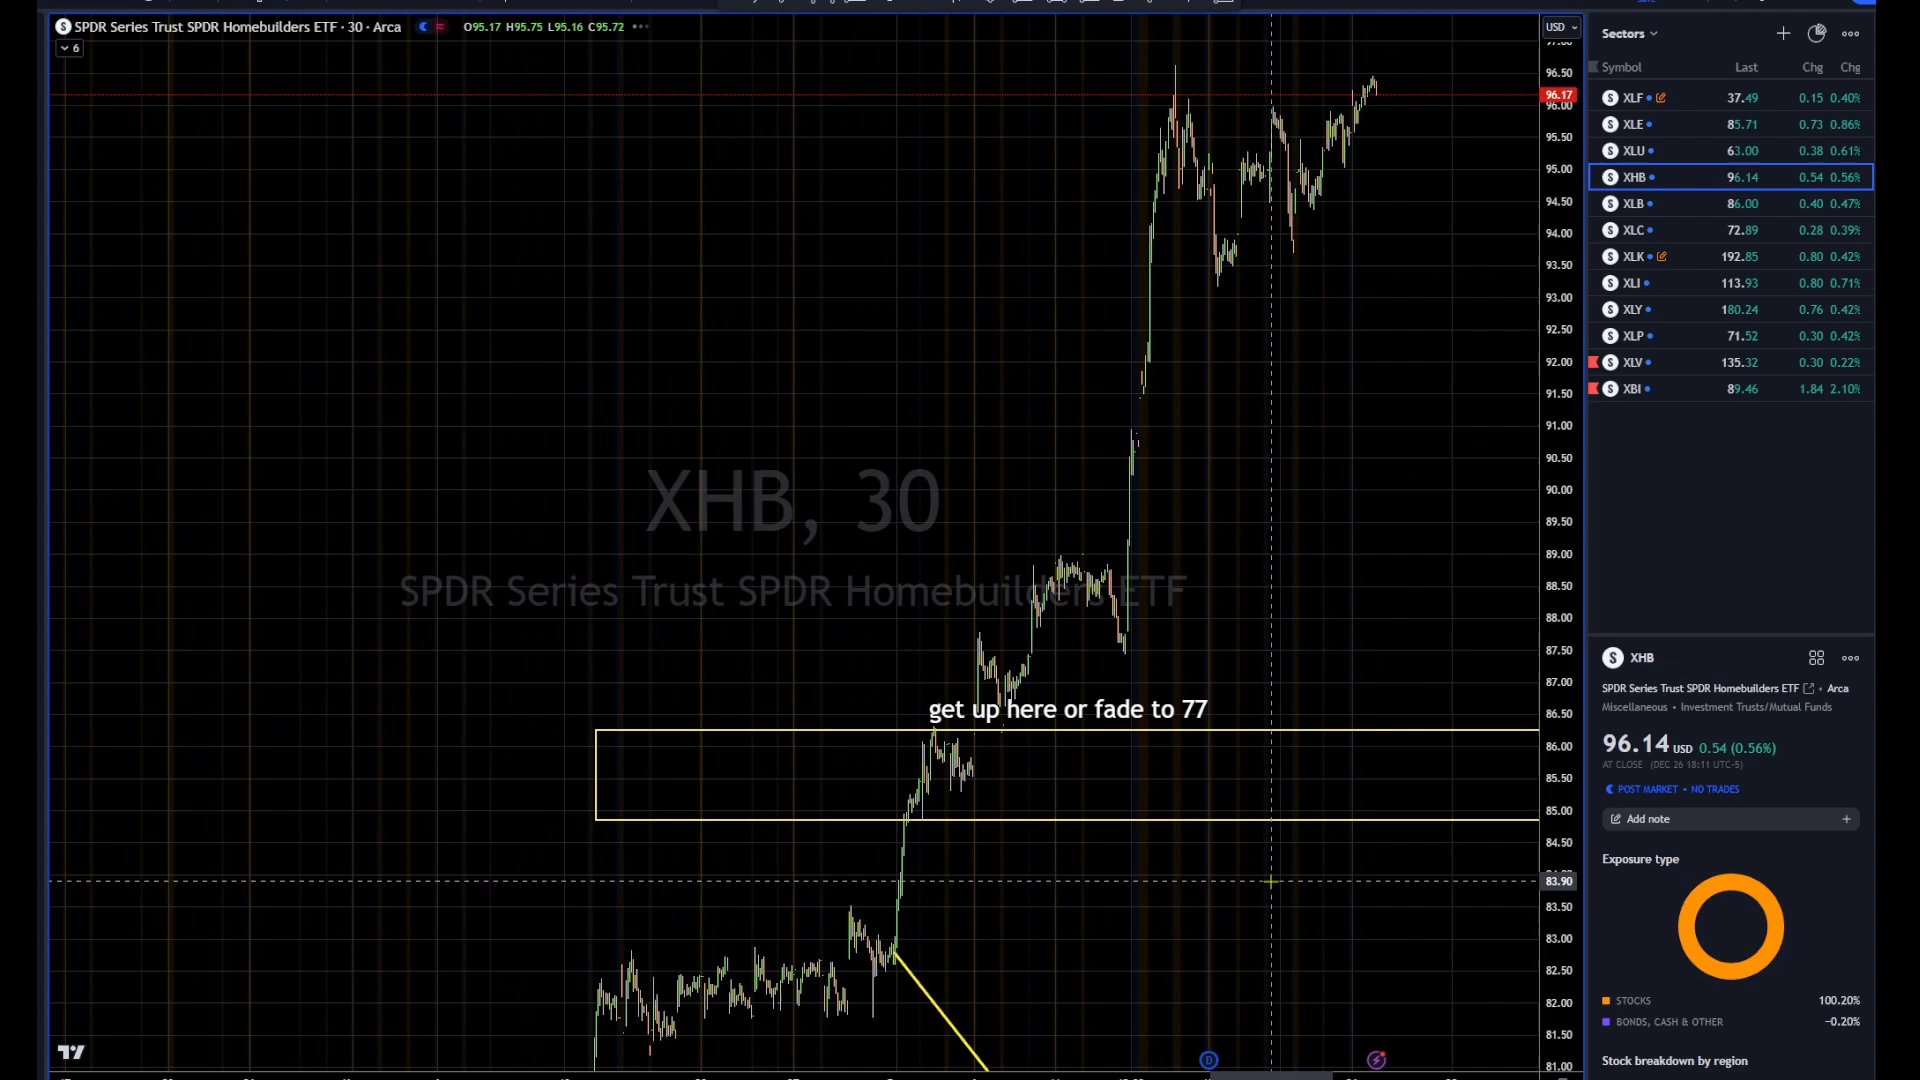 SPDR Series Trust SPDR Homebuilders ETF · 30 · Arca O95.17 H95.75 L95.16 C95.72
6
USD
96.50
96.17
96.00
95.50
95.00
94.50
94.00
93.50
93.00
92.50
92.00
91.50
91.00
90.50
90.00
89.50
89.00
88.50
88.00
87.50
87.00
86.50
86.00
85.50
85.00
84.50
83.90
83.50
83.00
82.50
82.00
81.50
81.00
XHB, 30
SPDR Series Trust SPDR Homebuilders ETF
get up here or fade to 77
D
Sectors
Symbol Last Chg Chg
S XLF 37.49 0.15 0.40%
S XLE 85.71 0.73 0.86%
S XLU 63.00 0.38 0.61%
S XHB 96.14 0.54 0.56%
S XLB 86.00 0.40 0.47%
S XLC 72.89 0.28 0.39%
S XLK 192.85 0.80 0.42%
S XLI 113.93 0.80 0.71%
S XLY 180.24 0.76 0.42%
S XLP 71.52 0.30 0.42%
S XLV 135.32 0.30 0.22%
S XBI 89.46 1.84 2.10%
S XHB
SPDR Series Trust SPDR Homebuilders ETF • Arca
Miscellaneous • Investment Trusts/Mutual Funds
96.14 USD 0.54 (0.56%)
AT CLOSE (DEC 26 18:11 UTC-5)
POST MARKET • NO TRADES
Add note
Exposure type
STOCKS 100.20%
BONDS, CASH & OTHER −0.20%
Stock breakdown by region